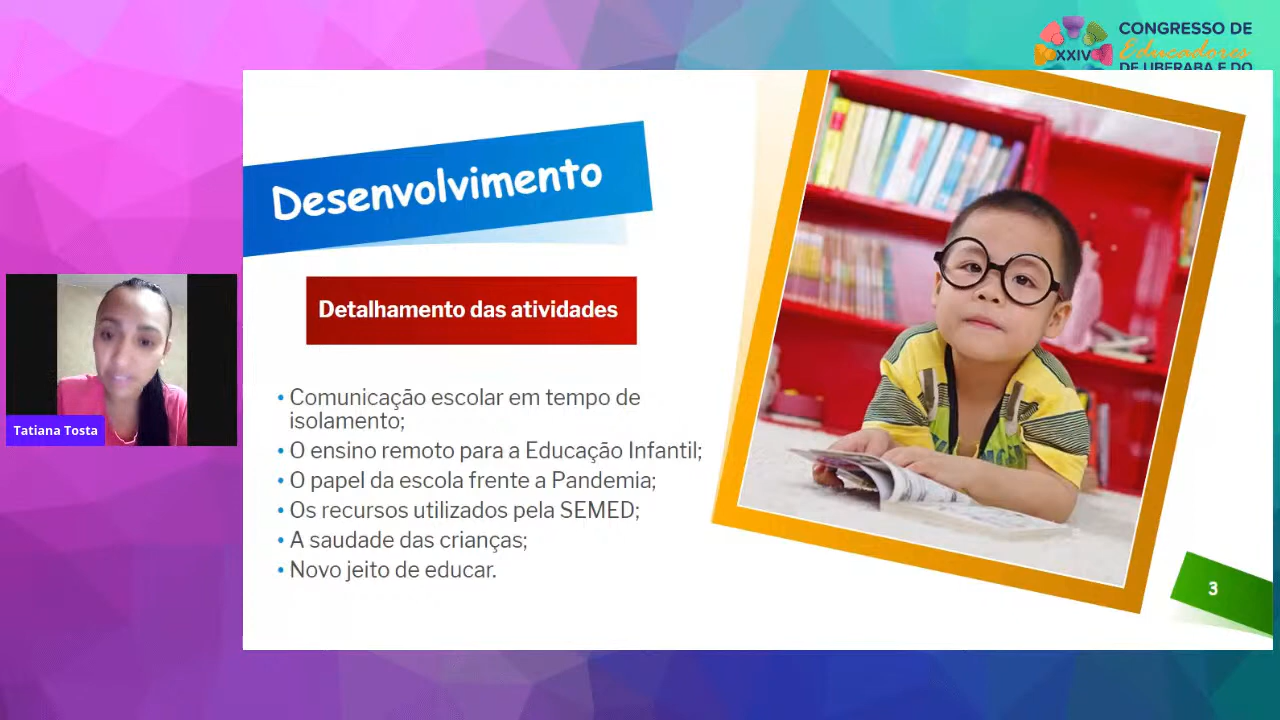 CONGRESSO DE
Educadores
XXIV
DE UBERABA E DO
Desenvolvimento
Detalhamento das atividades
• Comunicação escolar em tempo de
isolamento;
• O ensino remoto para a Educação Infantil;
• O papel da escola frente a Pandemia;
• Os recursos utilizados pela SEMED;
• A saudade das crianças;
• Novo jeito de educar.
Tatiana Tosta
3